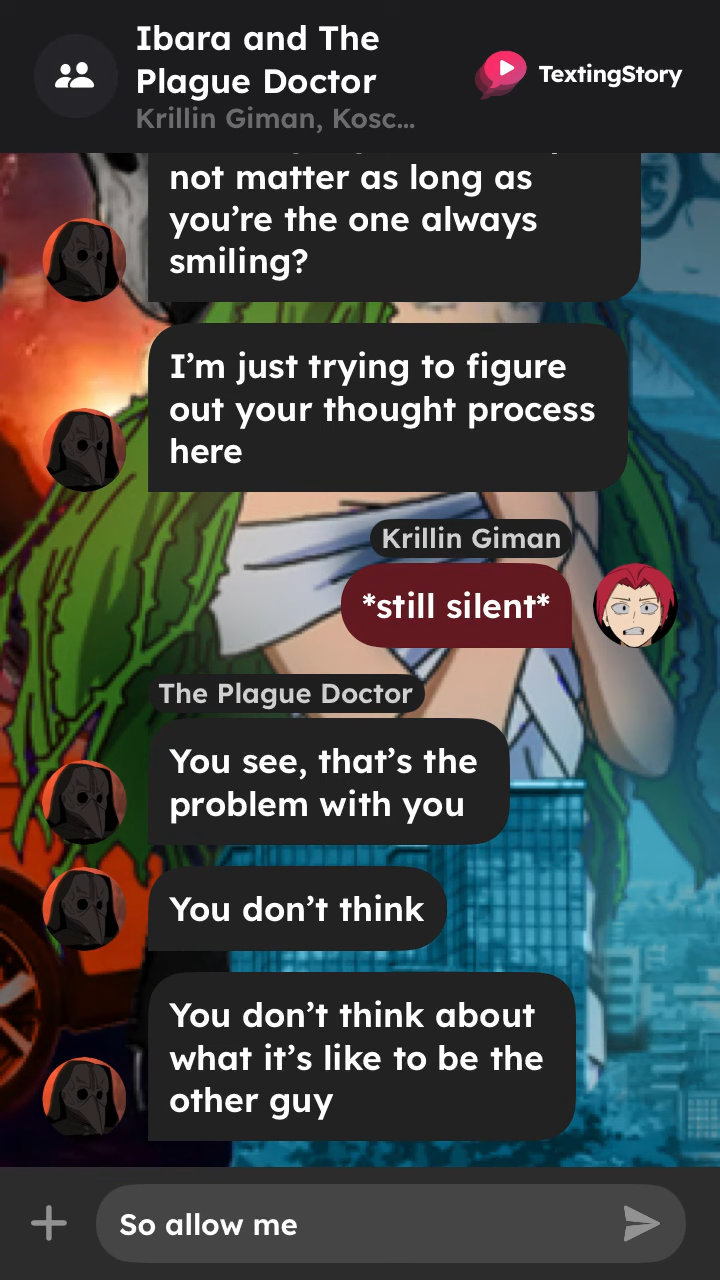 Ibara and The
Plague Doctor
Krillin Giman, Kosc...
TextingStory
not matter as long as
you're the one always
smiling?
I'm just trying to figure
out your thought process
here
Krillin Giman
*still silent*
The Plague Doctor
You see, that's the
problem with you
You don't think
You don't think about
what it's like to be the
other guy
So allow me